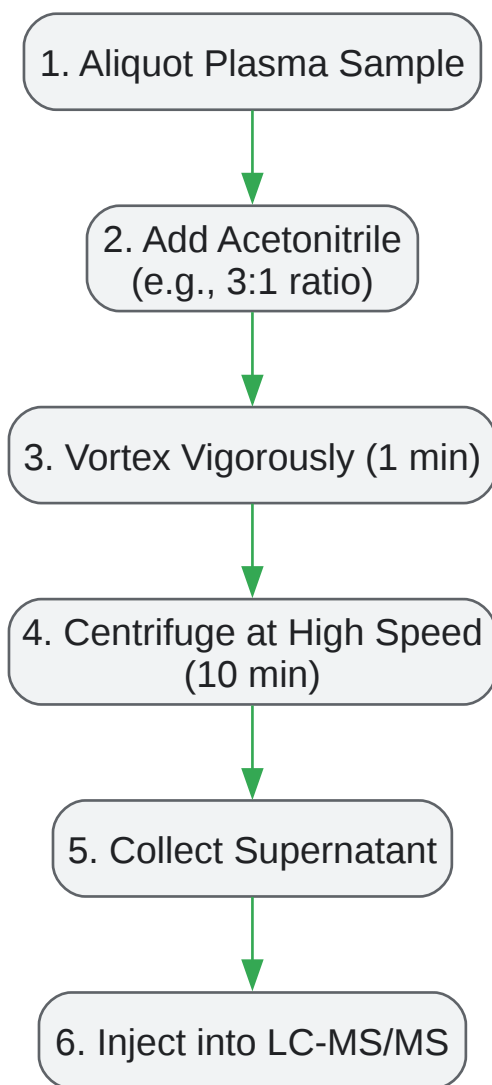 1. Aliquot Plasma Sample
2. Add Acetonitrile
(e.g., 3:1 ratio)
3. Vortex Vigorously (1 min)
4. Centrifuge at High Speed
(10 min)
5. Collect Supernatant
6. Inject into LC-MS/MS